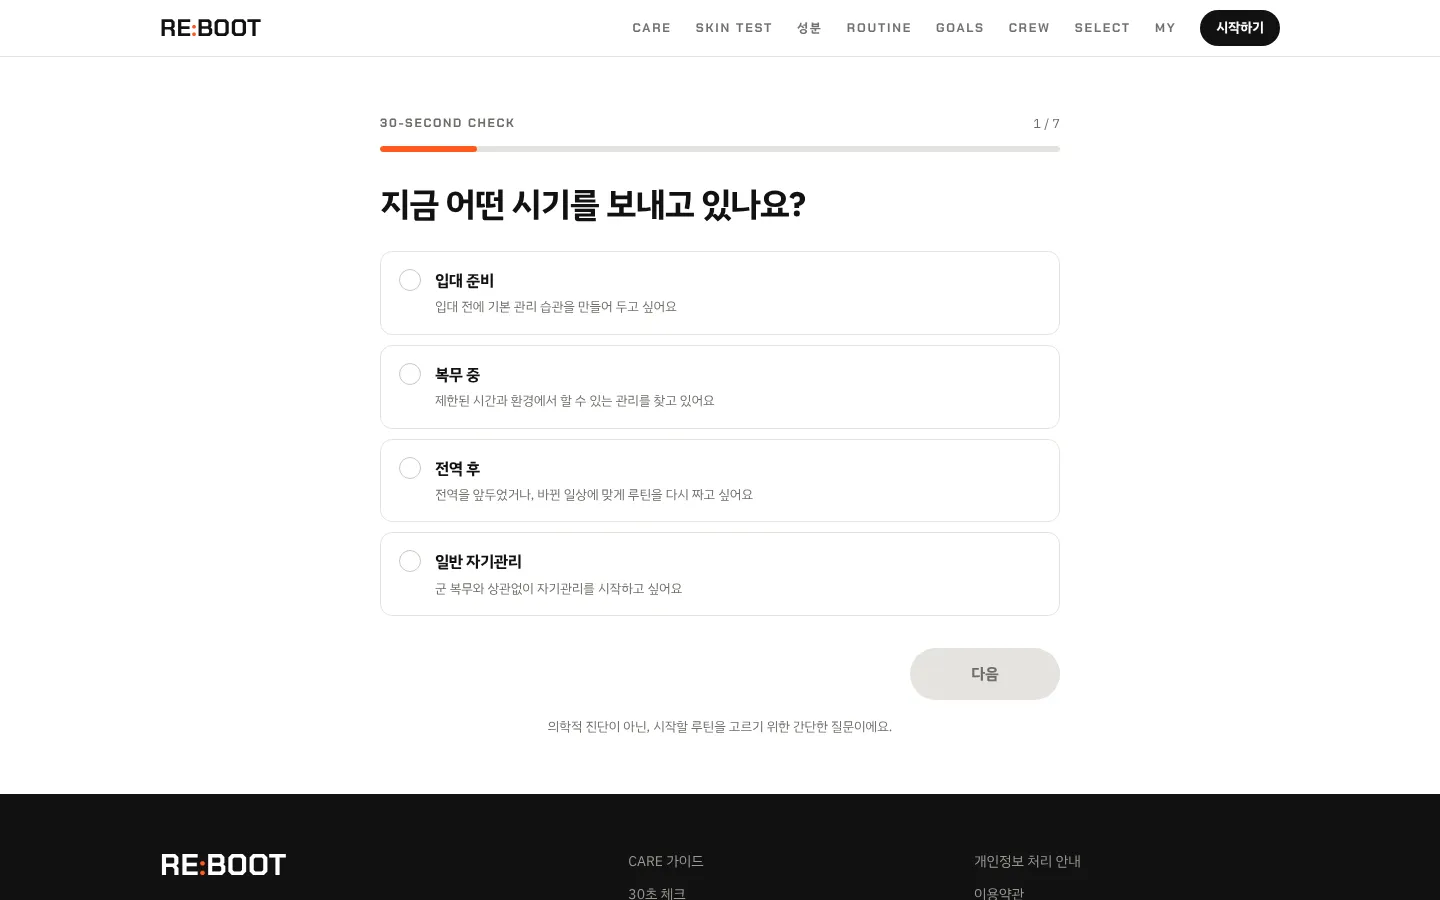 RE:BOOT
CARE SKIN TEST 성분 ROUTINE GOALS CREW SELECT MY 시작하기
30-SECOND CHECK 1 / 7
지금 어떤 시기를 보내고 있나요?
입대 준비
입대 전에 기본 관리 습관을 만들어 두고 싶어요
복무 중
제한된 시간과 환경에서 할 수 있는 관리를 찾고 있어요
전역 후
전역을 앞두었거나, 바뀐 일상에 맞게 루틴을 다시 짜고 싶어요
일반 자기관리
군 복무와 상관없이 자기관리를 시작하고 싶어요
다음
의학적 진단이 아닌, 시작할 루틴을 고르기 위한 간단한 질문이에요.
RE:BOOT
CARE 가이드
30초 체크
개인정보 처리 안내
이용약관